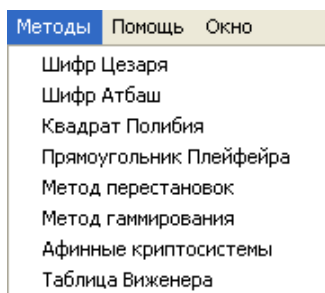 Методы Помощь Окно
Шифр Цезаря
Шифр Атбаш
Квадрат Полибия
Прямоугольник Плейфейра
Метод перестановок
Метод гаммирования
Афинные криптосистемы
Таблица Виженера